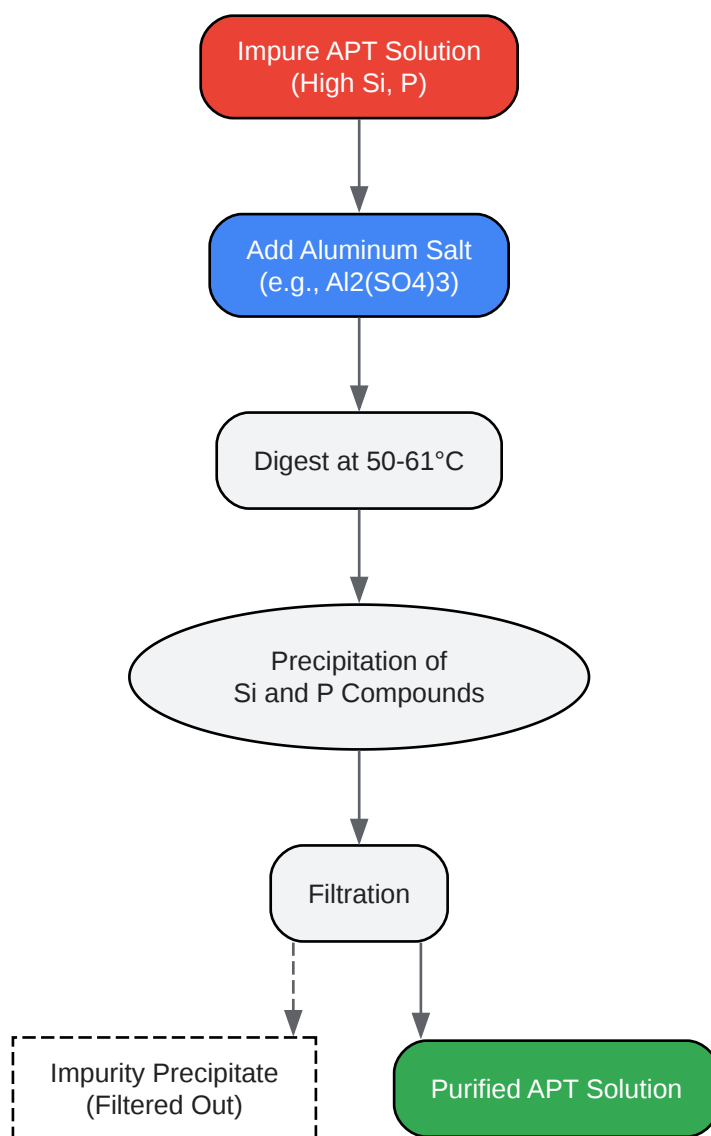 Impure APT Solution
(High Si, P)
Add Aluminum Salt
(e.g., Al2(SO4)3)
Digest at 50-61°C
Precipitation of
Si and P Compounds
Filtration
Impurity Precipitate
(Filtered Out)
Purified APT Solution